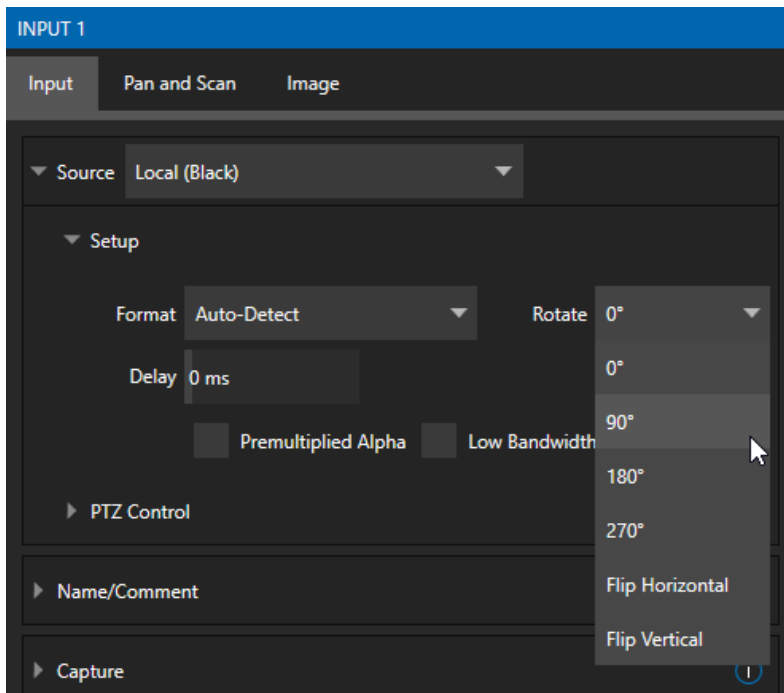 INPUT 1
Input Pan and Scan Image
Source Local (Black)
Setup
Format Auto-Detect Rotate 0°
0°
Delay 0 ms
90°
Premultiplied Alpha Low Bandwidth
180°
PTZ Control
270°
Name/Comment
Flip Horizontal
Flip Vertical
Capture